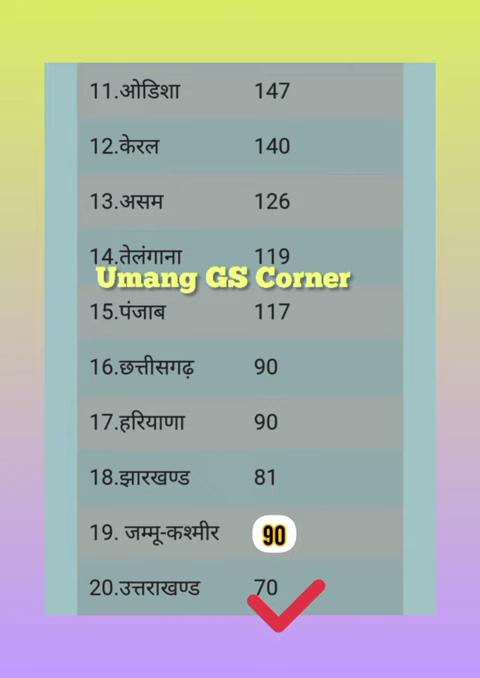 11.ओडिशा 147
12.केरल 140
13.असम 126
14.तेलंगाना 119
Umang GS Corner
15.पंजाब 117
16.छत्तीसगढ़ 90
17.हरियाणा 90
18.झारखण्ड 81
19. जम्मू-कश्मीर 90
20.उत्तराखण्ड 70